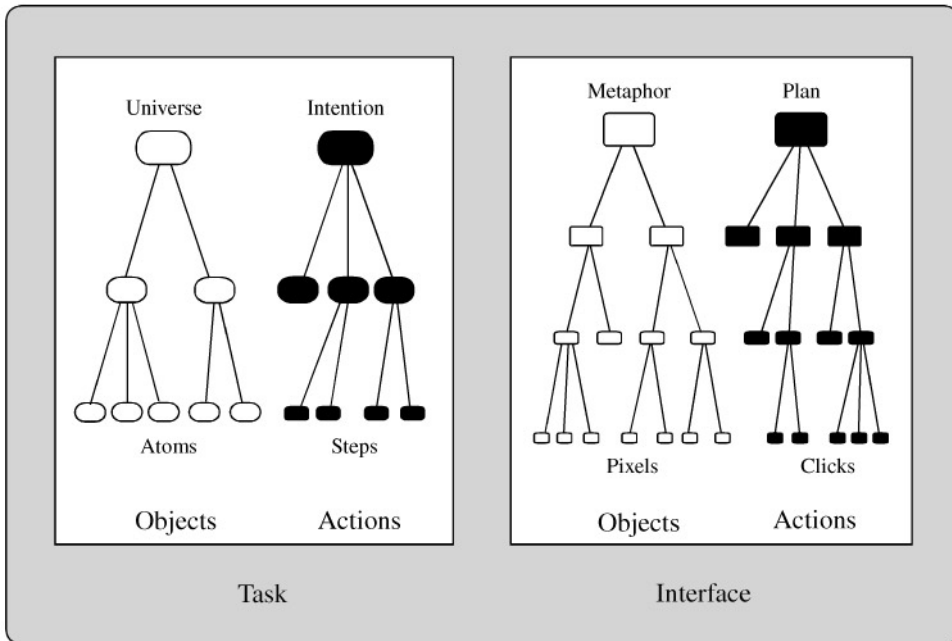 Universe
Intention
Atoms
Steps
Objects
Actions
Task
Metaphor
Plan
Pixels
Clicks
Objects
Actions
Interface